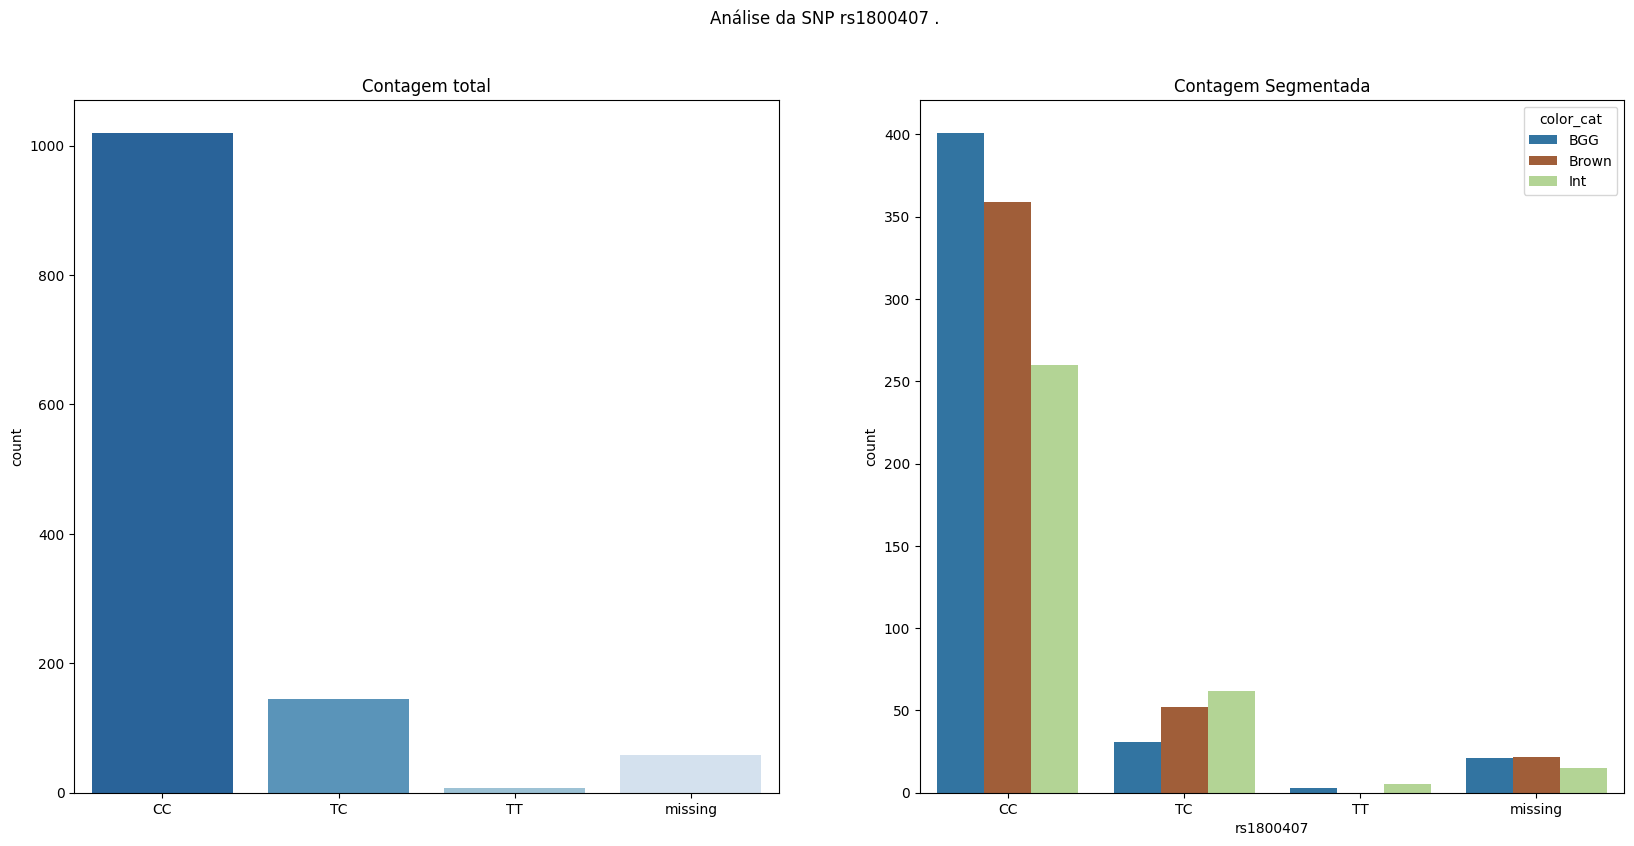 Análise da SNP rs1800407 .
Contagem total
count
1000
800
600
400
200
0
CC TC TT missing
Contagem Segmentada
count
400
350
300
250
200
150
100
50
0
CC TC TT missing
rs1800407
color_cat
BGG
Brown
Int